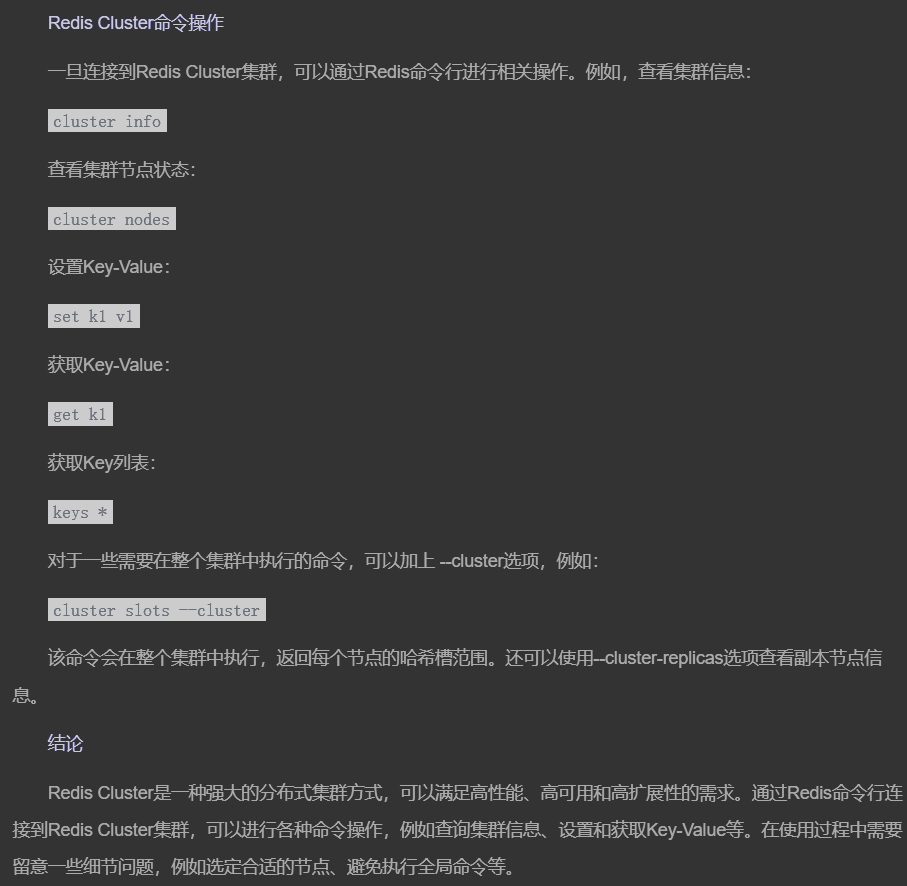 Redis Cluster命令操作
一旦连接到Redis Cluster集群，可以通过Redis命令行进行相关操作。例如，查看集群信息：
cluster info
查看集群节点状态：
cluster nodes
设置Key-Value：
set k1 v1
获取Key-Value：
get k1
获取Key列表：
keys *
对于一些需要在整个集群中执行的命令，可以加上 --cluster选项，例如：
cluster slots --cluster
该命令会在整个集群中执行，返回每个节点的哈希槽范围。还可以使用--cluster-replicas选项查看副本节点信
息。
结论
Redis Cluster是一种强大的分布式集群方式，可以满足高性能、高可用和高扩展性的需求。通过Redis命令行连
接到Redis Cluster集群，可以进行各种命令操作，例如查询集群信息、设置和获取Key-Value等。在使用过程中需要
留意一些细节问题，例如选定合适的节点、避免执行全局命令等。